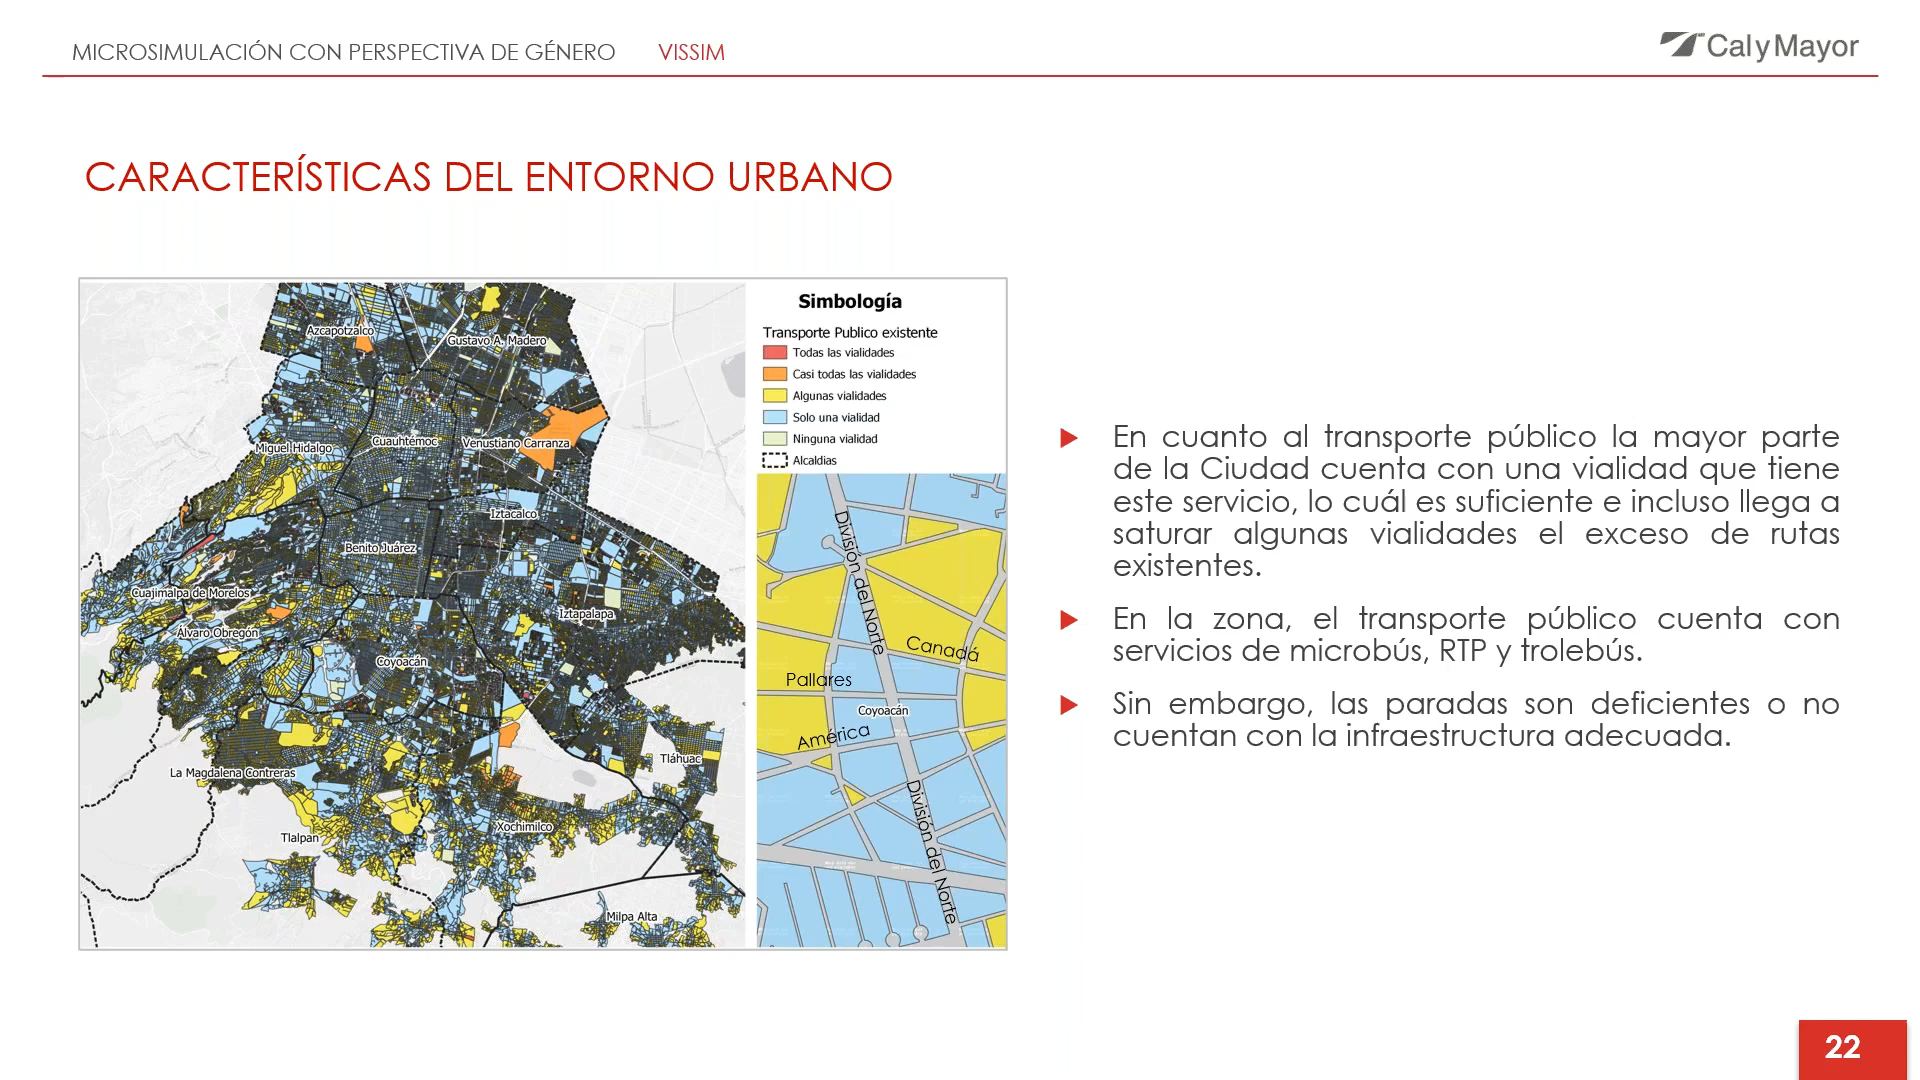 MICROSIMULACIÓN CON PERSPECTIVA DE GÉNERO VISSIM
CalyMayor
CARACTERÍSTICAS DEL ENTORNO URBANO
Azcapotzalco
Gustavo A. Madero
Miguel Hidalgo
Cuauhtémoc
Venustiano Carranza
Iztacalco
Benito Juárez
Cuajimalpa de Morelos
Iztapalapa
Álvaro Obregón
Coyoacán
Tláhuac
La Magdalena Contreras
Xochimilco
Tlalpan
Milpa Alta
Simbología
Transporte Publico existente
Todas las vialidades
Casi todas las vialidades
Algunas vialidades
Solo una vialidad
Ninguna vialidad
Alcaldias
División del Norte
Canadá
Pallares
Coyoacán
América
División del Norte
En cuanto al transporte público la mayor parte
de la Ciudad cuenta con una vialidad que tiene
este servicio, lo cuál es suficiente e incluso llega a
saturar algunas vialidades el exceso de rutas
existentes.
En la zona, el transporte público cuenta con
servicios de microbús, RTP y trolebús.
Sin embargo, las paradas son deficientes o no
cuentan con la infraestructura adecuada.
22